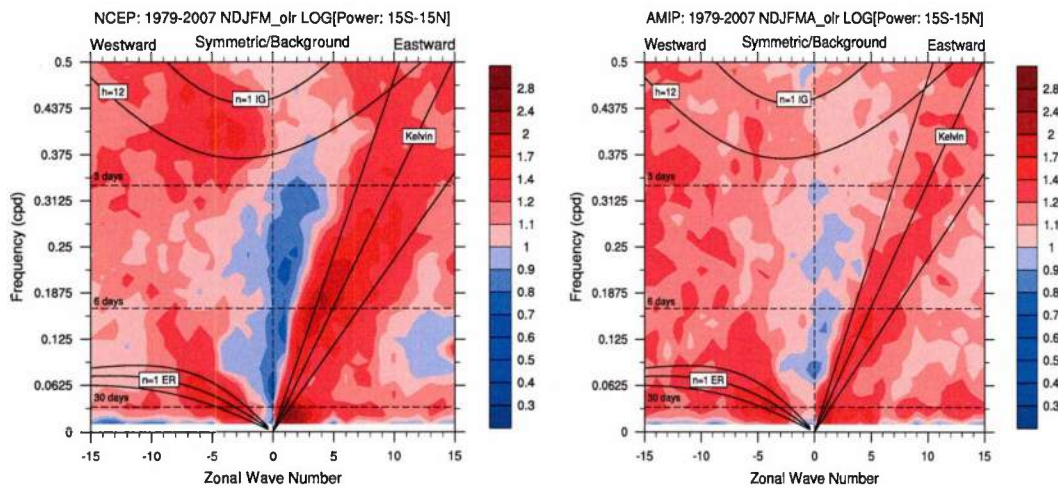 NCEP: 1979-2007 NDJFM_olr LOG[Power: 15S-15N]
Westward Symmetric/Background Eastward
0.5
0.4375
0.375
0.3125
0.25
0.1875
0.125
0.0625
0
Frequency (cpd)
h=12
n=1 IG
Kelvin
3 days
6 days
n=1 ER
30 days
-15 -10 -5 0 5 10 15
Zonal Wave Number
2.8
2.4
2
1.7
1.4
1.2
1.1
1
0.9
0.8
0.7
0.6
0.5
0.4
0.3
AMIP: 1979-2007 NDJFMA_olr LOG[Power: 15S-15N]
Westward Symmetric/Background Eastward
0.5
0.4375
0.375
0.3125
0.25
0.1875
0.125
0.0625
0
Frequency (cpd)
h=12
n=1 IG
Kelvin
3 days
6 days
n=1 ER
30 days
-15 -10 -5 0 5 10 15
Zonal Wave Number
2.8
2.4
2
1.7
1.4
1.2
1.1
1
0.9
0.8
0.7
0.6
0.5
0.4
0.3